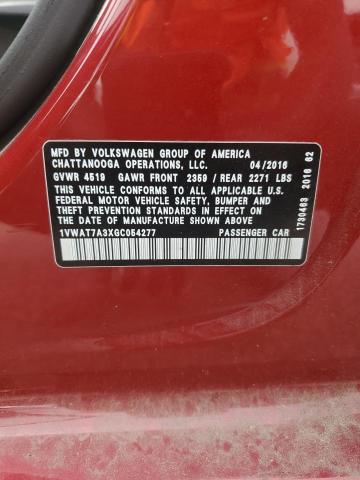 MFD BY VOLKSWAGEN GROUP OF AMERICA
CHATTANOOGA OPERATIONS, LLC. 04/2016
GVWR 4519 GAWR FRONT 2359 / REAR 2271 LBS
THIS VEHICLE CONFORMS TO ALL APPLICABLE U.S.
FEDERAL MOTOR VEHICLE SAFETY, BUMPER AND
THEFT PREVENTION STANDARDS IN EFFECT ON
THE DATE OF MANUFACTURE SHOWN ABOVE
1VWAT7A3XGC054277 PASSENGER CAR
1730463 2016 62